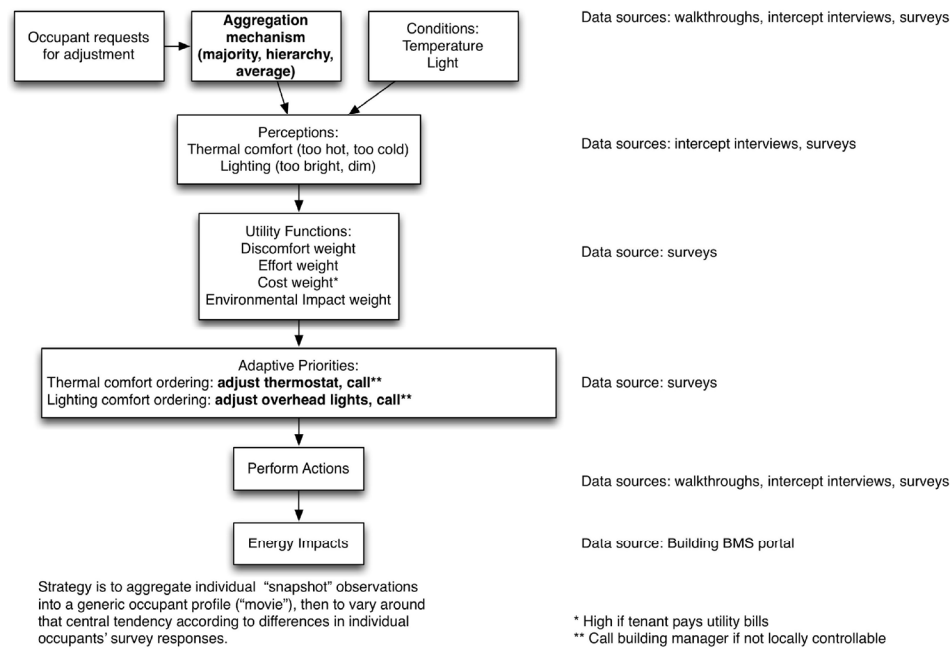 Occupant requests
for adjustment
Aggregation
mechanism
(majority, hierarchy,
average)
Conditions:
Temperature
Light
Data sources: walkthroughs, intercept interviews, surveys
Perceptions:
Thermal comfort (too hot, too cold)
Lighting (too bright, dim)
Data sources: intercept interviews, surveys
Utility Functions:
Discomfort weight
Effort weight
Cost weight*
Environmental Impact weight
Data source: surveys
Adaptive Priorities:
Thermal comfort ordering: adjust thermostat, call**
Lighting comfort ordering: adjust overhead lights, call**
Data source: surveys
Perform Actions
Data sources: walkthroughs, intercept interviews, surveys
Energy Impacts
Data source: Building BMS portal
Strategy is to aggregate individual “snapshot” observations
into a generic occupant profile (“movie”), then to vary around
that central tendency according to differences in individual
occupants’ survey responses.
* High if tenant pays utility bills
** Call building manager if not locally controllable